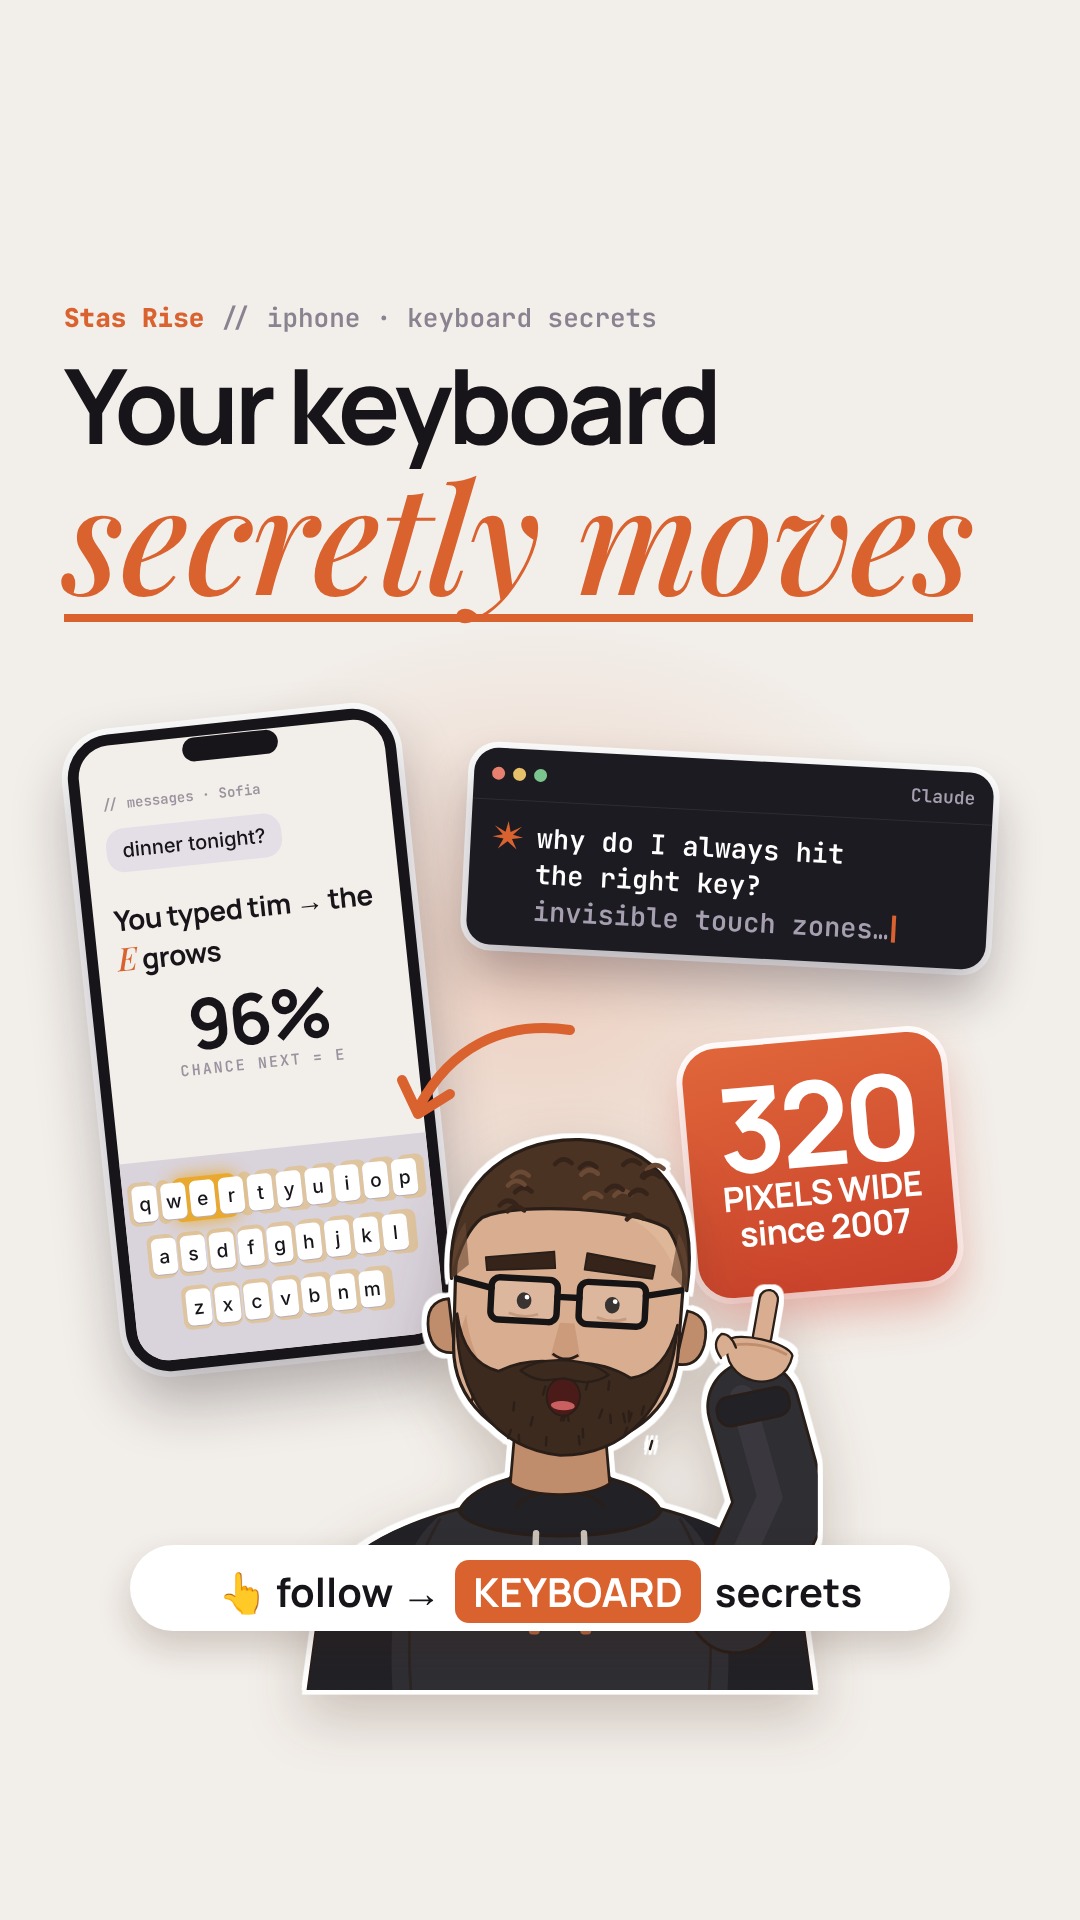 Stas Rise // iphone · keyboard secrets
Your keyboard
secretly moves
// messages · Sofia
dinner tonight?
You typed tim → the
E grows
96%
CHANCE NEXT = E
q w e r t y u i o p
a s d f g h j k l
z x c v b n m
Claude
why do I always hit
the right key?
invisible touch zones…
320
PIXELS WIDE
since 2007
👆 follow → KEYBOARD secrets